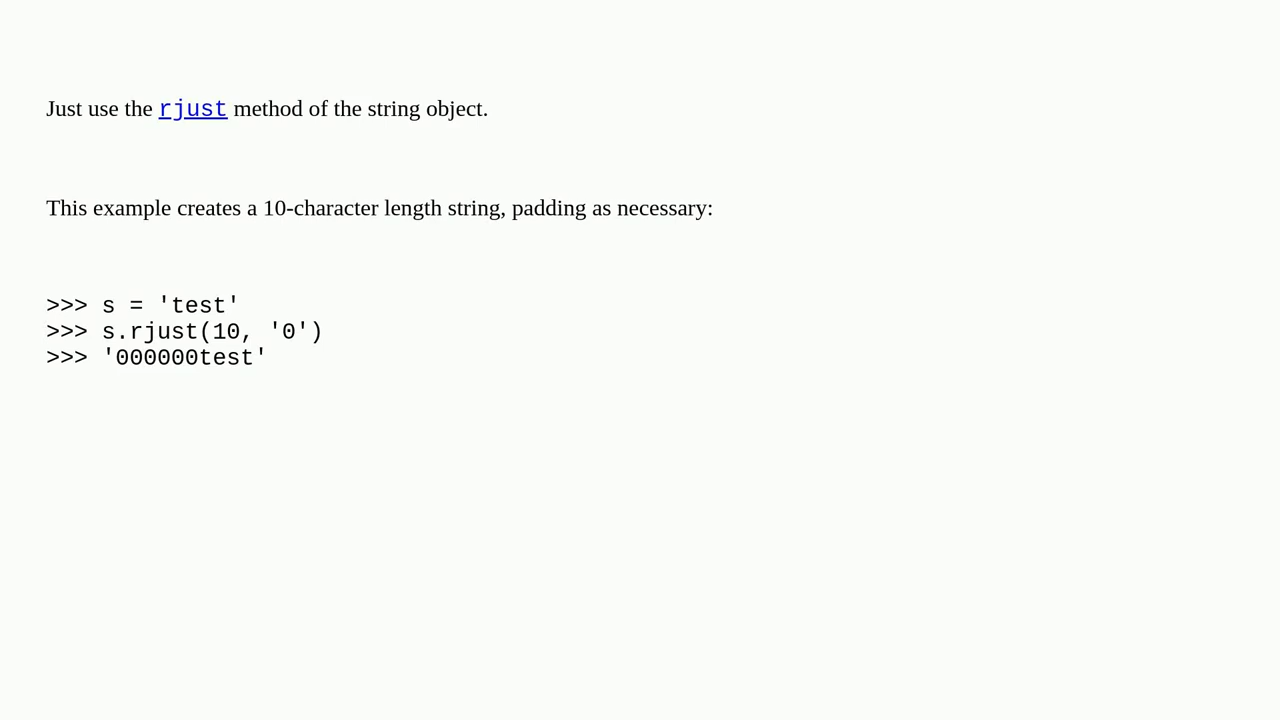 Just use the rjust method of the string object.
This example creates a 10-character length string, padding as necessary:
>>> s = 'test'
>>> s.rjust(10, '0')
>>> '000000test'